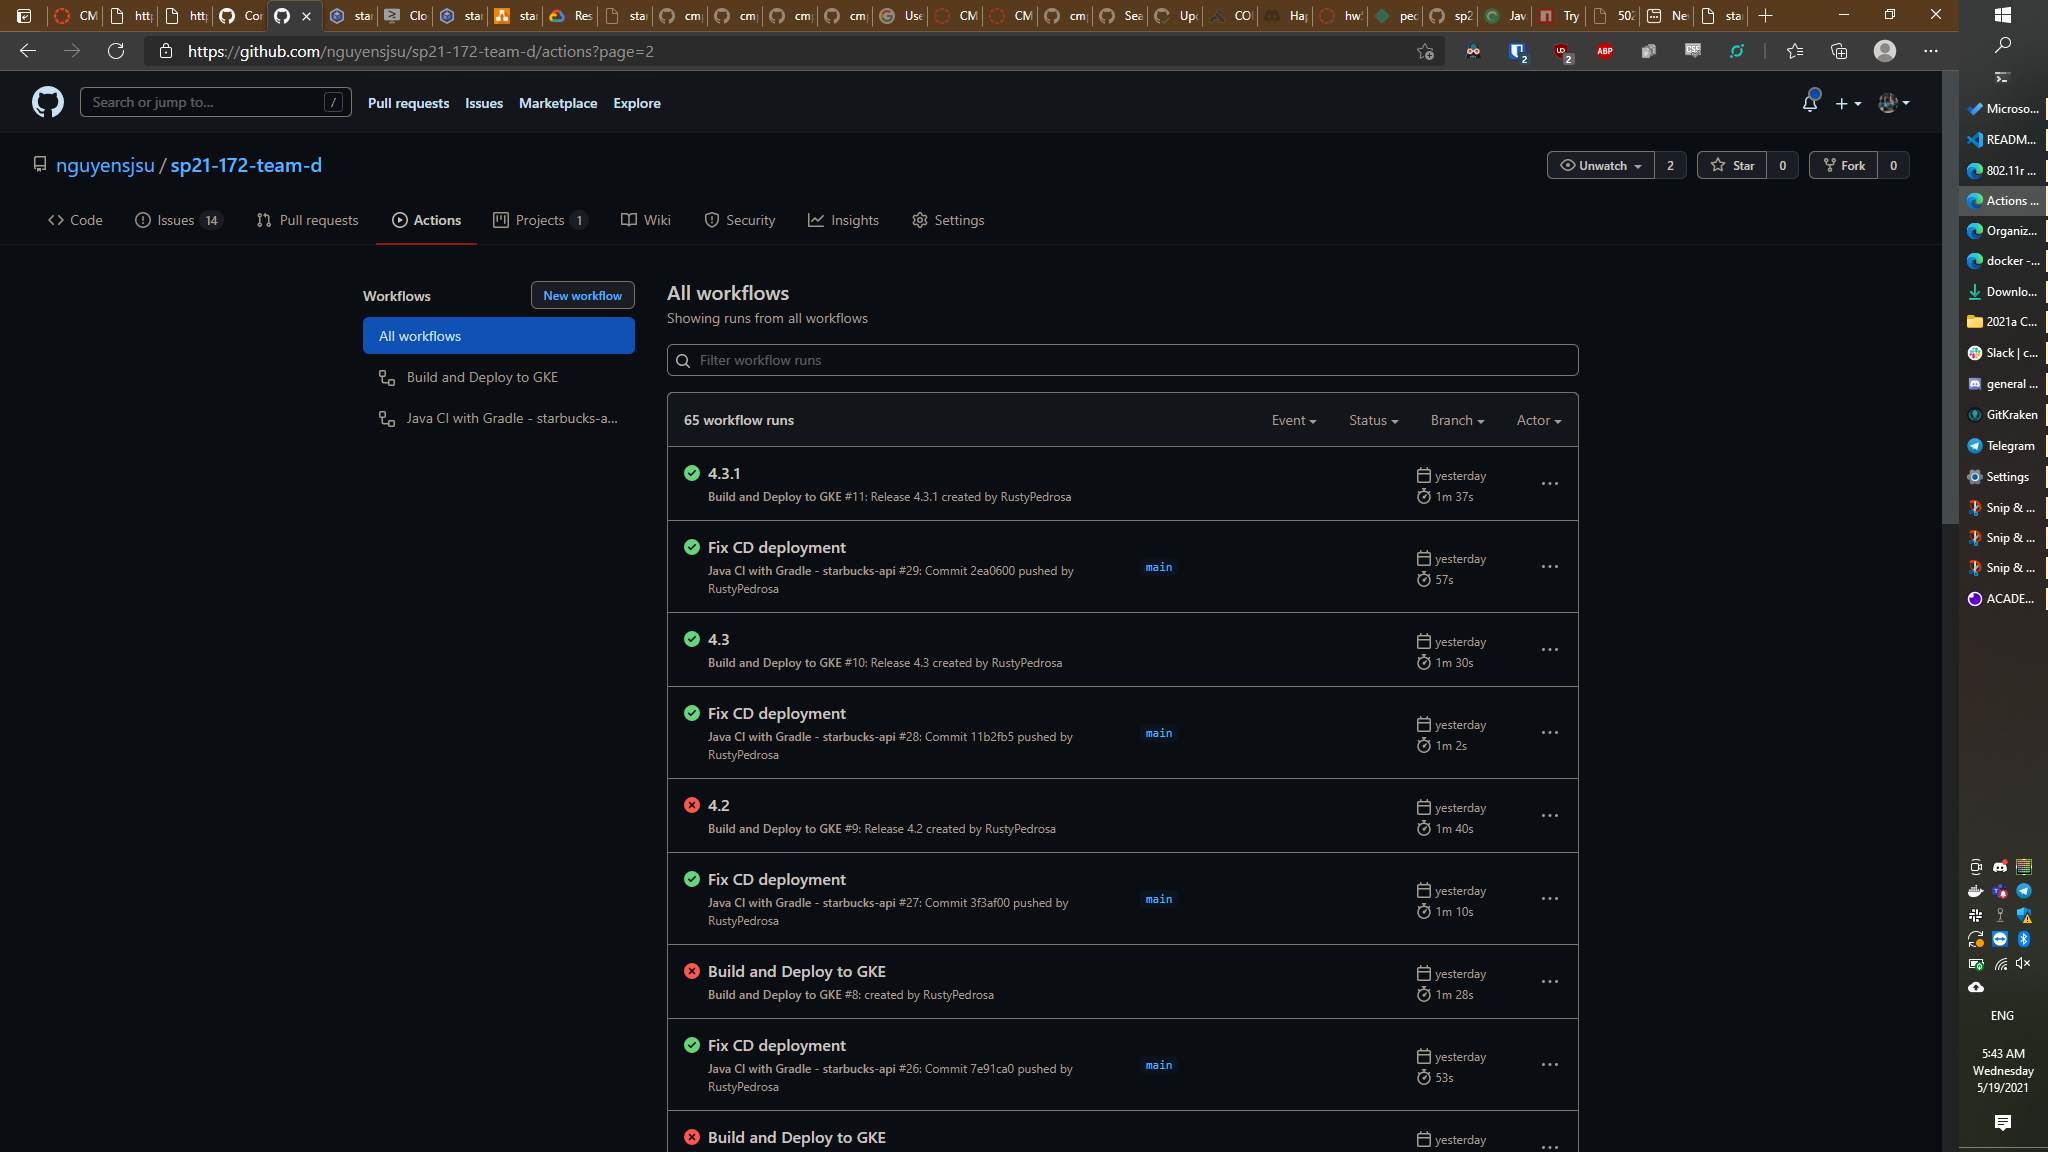 CM
htt
htt
Cor
star
Clo
star
star
Res
star
cm
cm
cm
cm
Use
CM
CM
cm
Sea
Upc
CO
Ha
hw
ped
sp2
Jav
Try
502
Ne
sta
https://github.com/nguyensjsu/sp21-172-team-d/actions?page=2
2
2
ABP
Search or jump to...
/
Pull requests
Issues
Marketplace
Explore
nguyensjsu / sp21-172-team-d
Unwatch 2
Star 0
Fork 0
Code
Issues 14
Pull requests
Actions
Projects 1
Wiki
Security
Insights
Settings
Workflows
New workflow
All workflows
Build and Deploy to GKE
Java CI with Gradle - starbucks-a...
All workflows
Showing runs from all workflows
Filter workflow runs
65 workflow runs
Event
Status
Branch
Actor
4.3.1
Build and Deploy to GKE #11: Release 4.3.1 created by RustyPedrosa
yesterday
1m 37s
Fix CD deployment
Java CI with Gradle - starbucks-api #29: Commit 2ea0600 pushed by
RustyPedrosa
main
yesterday
57s
4.3
Build and Deploy to GKE #10: Release 4.3 created by RustyPedrosa
yesterday
1m 30s
Fix CD deployment
Java CI with Gradle - starbucks-api #28: Commit 11b2fb5 pushed by
RustyPedrosa
main
yesterday
1m 2s
4.2
Build and Deploy to GKE #9: Release 4.2 created by RustyPedrosa
yesterday
1m 40s
Fix CD deployment
Java CI with Gradle - starbucks-api #27: Commit 3f3af00 pushed by
RustyPedrosa
main
yesterday
1m 10s
Build and Deploy to GKE
Build and Deploy to GKE #8: created by RustyPedrosa
yesterday
1m 28s
Fix CD deployment
Java CI with Gradle - starbucks-api #26: Commit 7e91ca0 pushed by
RustyPedrosa
main
yesterday
53s
Build and Deploy to GKE
yesterday
Microso...
READM...
802.11r ...
Actions ...
Organiz...
docker -...
Downlo...
2021a C...
Slack | c...
general ...
GitKraken
Telegram
Settings
Snip & ...
Snip & ...
Snip & ...
ACADE...
ENG
5:43 AM
Wednesday
5/19/2021